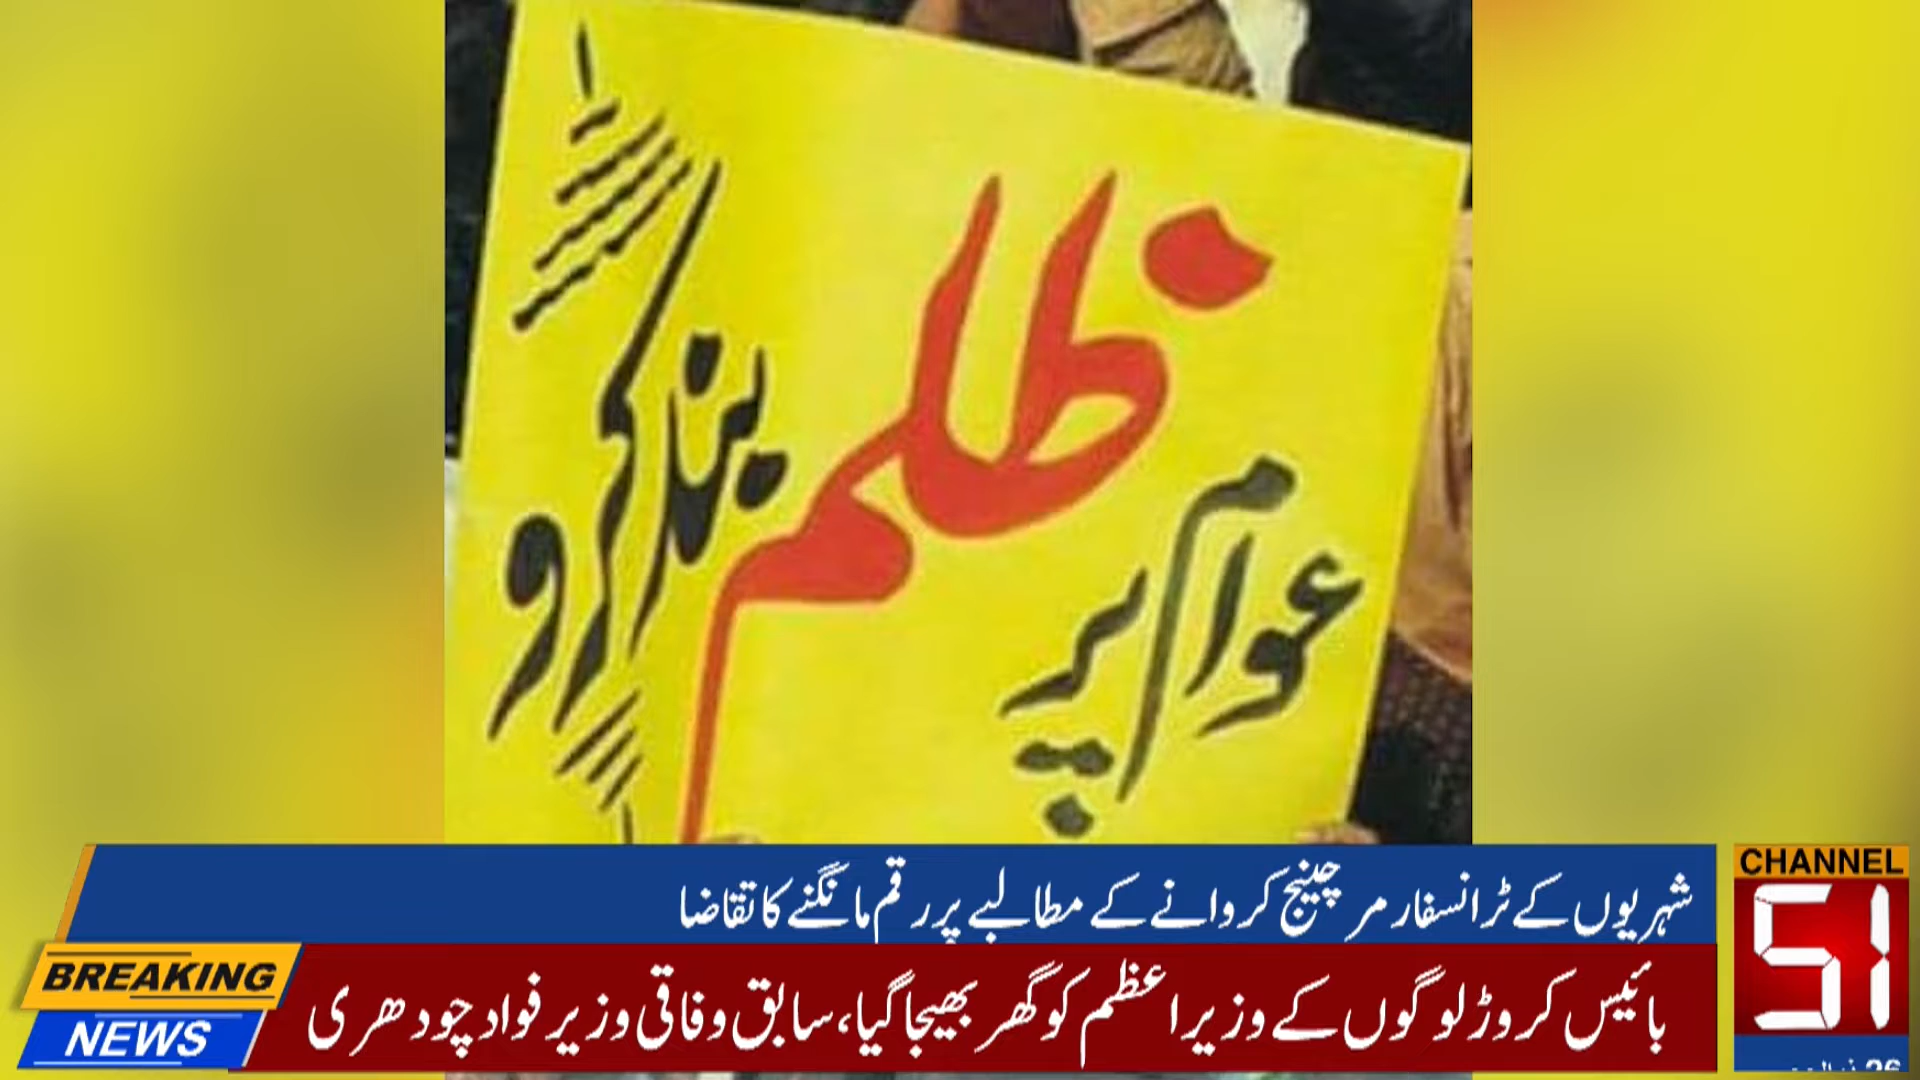 عوام پر ظلم بند کرو
شہریوں کے ٹرانسفارمر چینج کروانے کے مطالبے پر رقم مانگنے کا تقاضا
CHANNEL
51
BREAKING
NEWS
بائیس کروڑ لوگوں کے وزیراعظم کو گھر بھیجا گیا، سابق وفاقی وزیر فواد چودھری
26